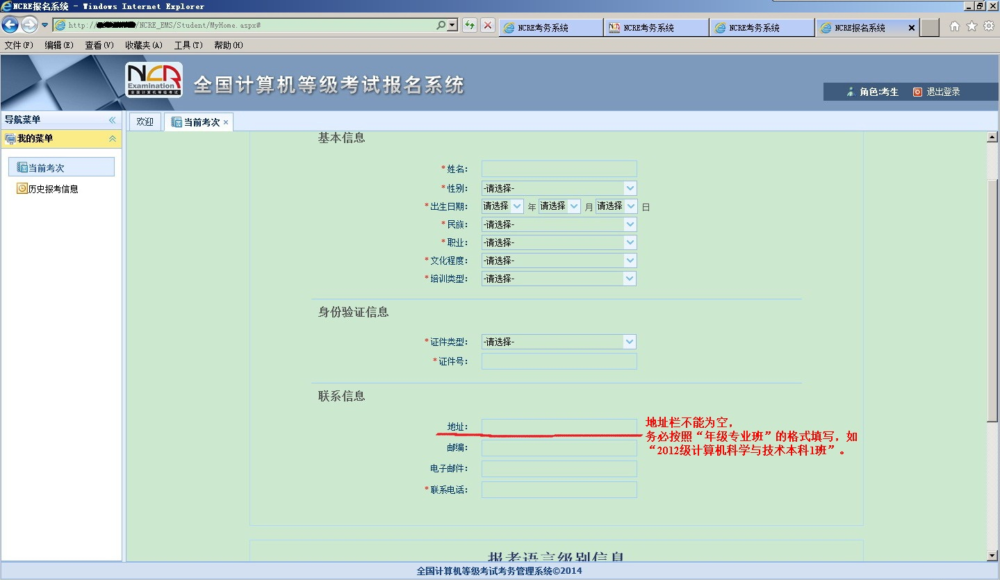 NCRE报名系统 - Windows Internet Explorer
http:// /NCRE_EMS/Student/MyHome.aspx#
NCRE考务系统
NCRE考务系统
NCRE考务系统
NCRE报名系统
文件(F) 编辑(E) 查看(V) 收藏夹(A) 工具(T) 帮助(H)
NCR
Examination
全国计算机等级考试
全国计算机等级考试报名系统
角色:考生 退出登录
导航菜单
我的菜单
当前考次
历史报考信息
欢迎 当前考次
基本信息
*姓名:
*性别: -请选择-
*出生日期: 请选择 年 请选择 月 请选择 日
*民族: -请选择-
*职业: -请选择-
*文化程度: -请选择-
*培训类型: -请选择-
身份验证信息
*证件类型: -请选择-
*证件号:
联系信息
地址:
地址栏不能为空，
务必按照“年级专业班”的格式填写，如
“2012级计算机科学与技术本科1班”。
邮编:
电子邮件:
*联系电话:
报考语言级别信息
全国计算机等级考试考务管理系统©2014